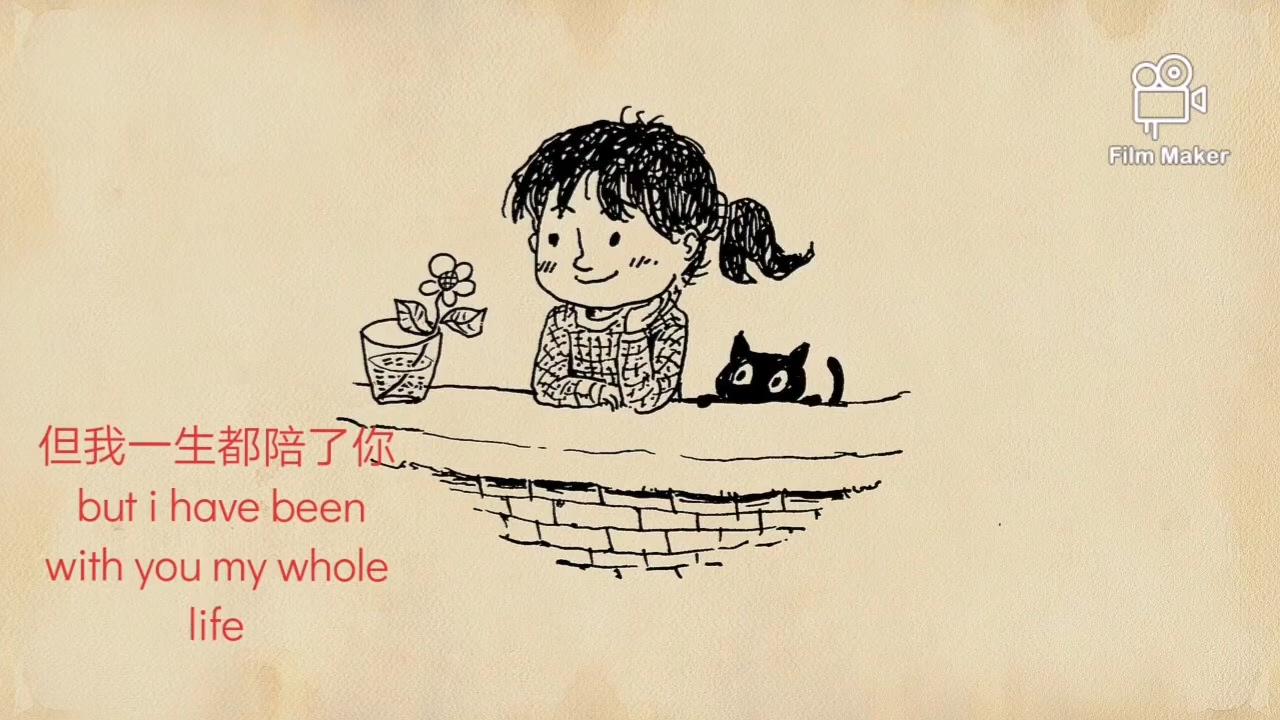 Film Maker
但我一生都陪了你
but i have been
with you my whole
life